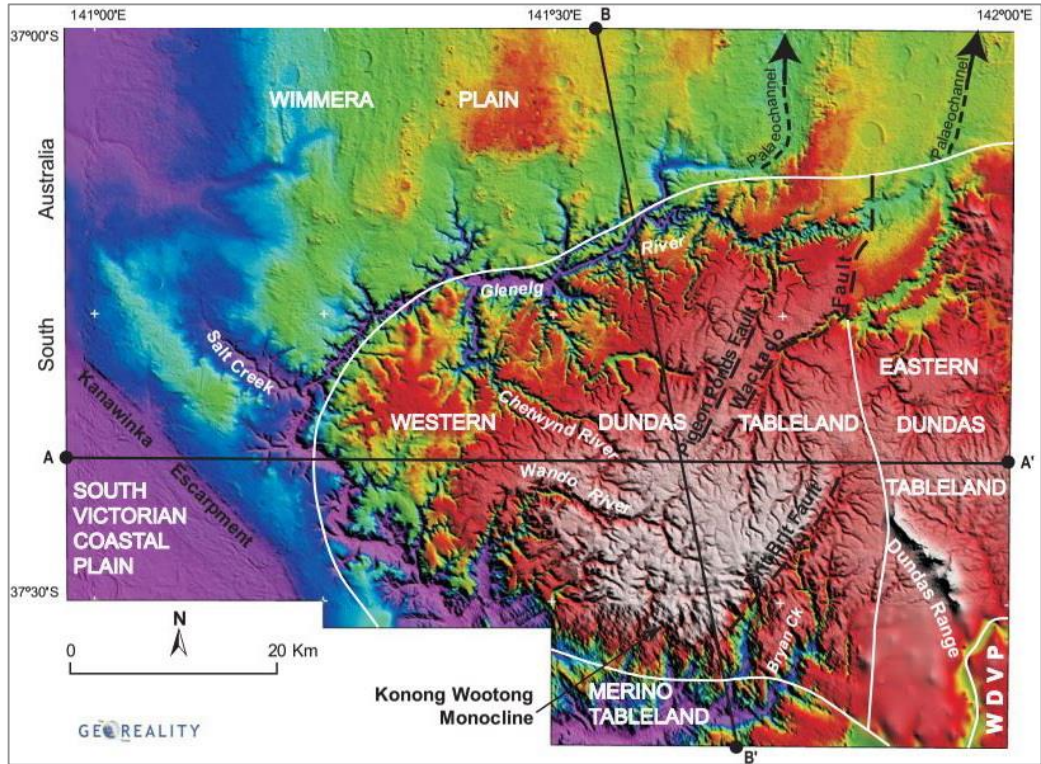 141°00'E
141°30'E
B
142°00'E
37°00'S
WIMMERA
PLAIN
Palaeochannel
Palaeochannel
Australia
South
River
Glenelg
Fault
Salt Creek
Pigeon Ponds Fault
EASTERN
Kanawinka
Escarpment
WESTERN
Chetwynd River
DUNDAS
TABLELAND
DUNDAS
A
A'
Wando River
TABLELAND
SOUTH
VICTORIAN
COASTAL
PLAIN
Fault
37°30'S
Dundas Range
N
0
20 Km
Bryan Ck
WDVP
Konong Wootong
Monocline
MERINO
TABLELAND
GEOREALITY
B'